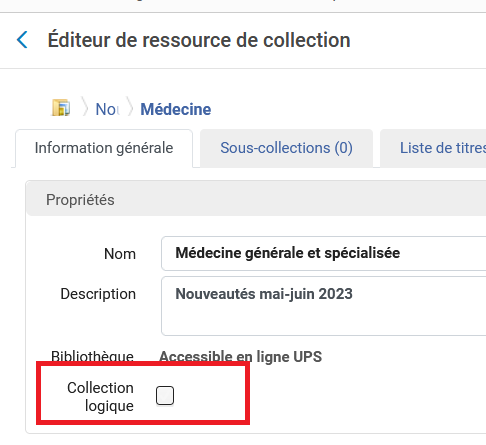 Éditeur de ressource de collection
Médecine
Information générale Sous-collections (0) Liste de titres
Propriétés
Nom Médecine générale et spécialisée
Description Nouveautés mai-juin 2023
Bibliothèque Accessible en ligne UPS
Collection
logique